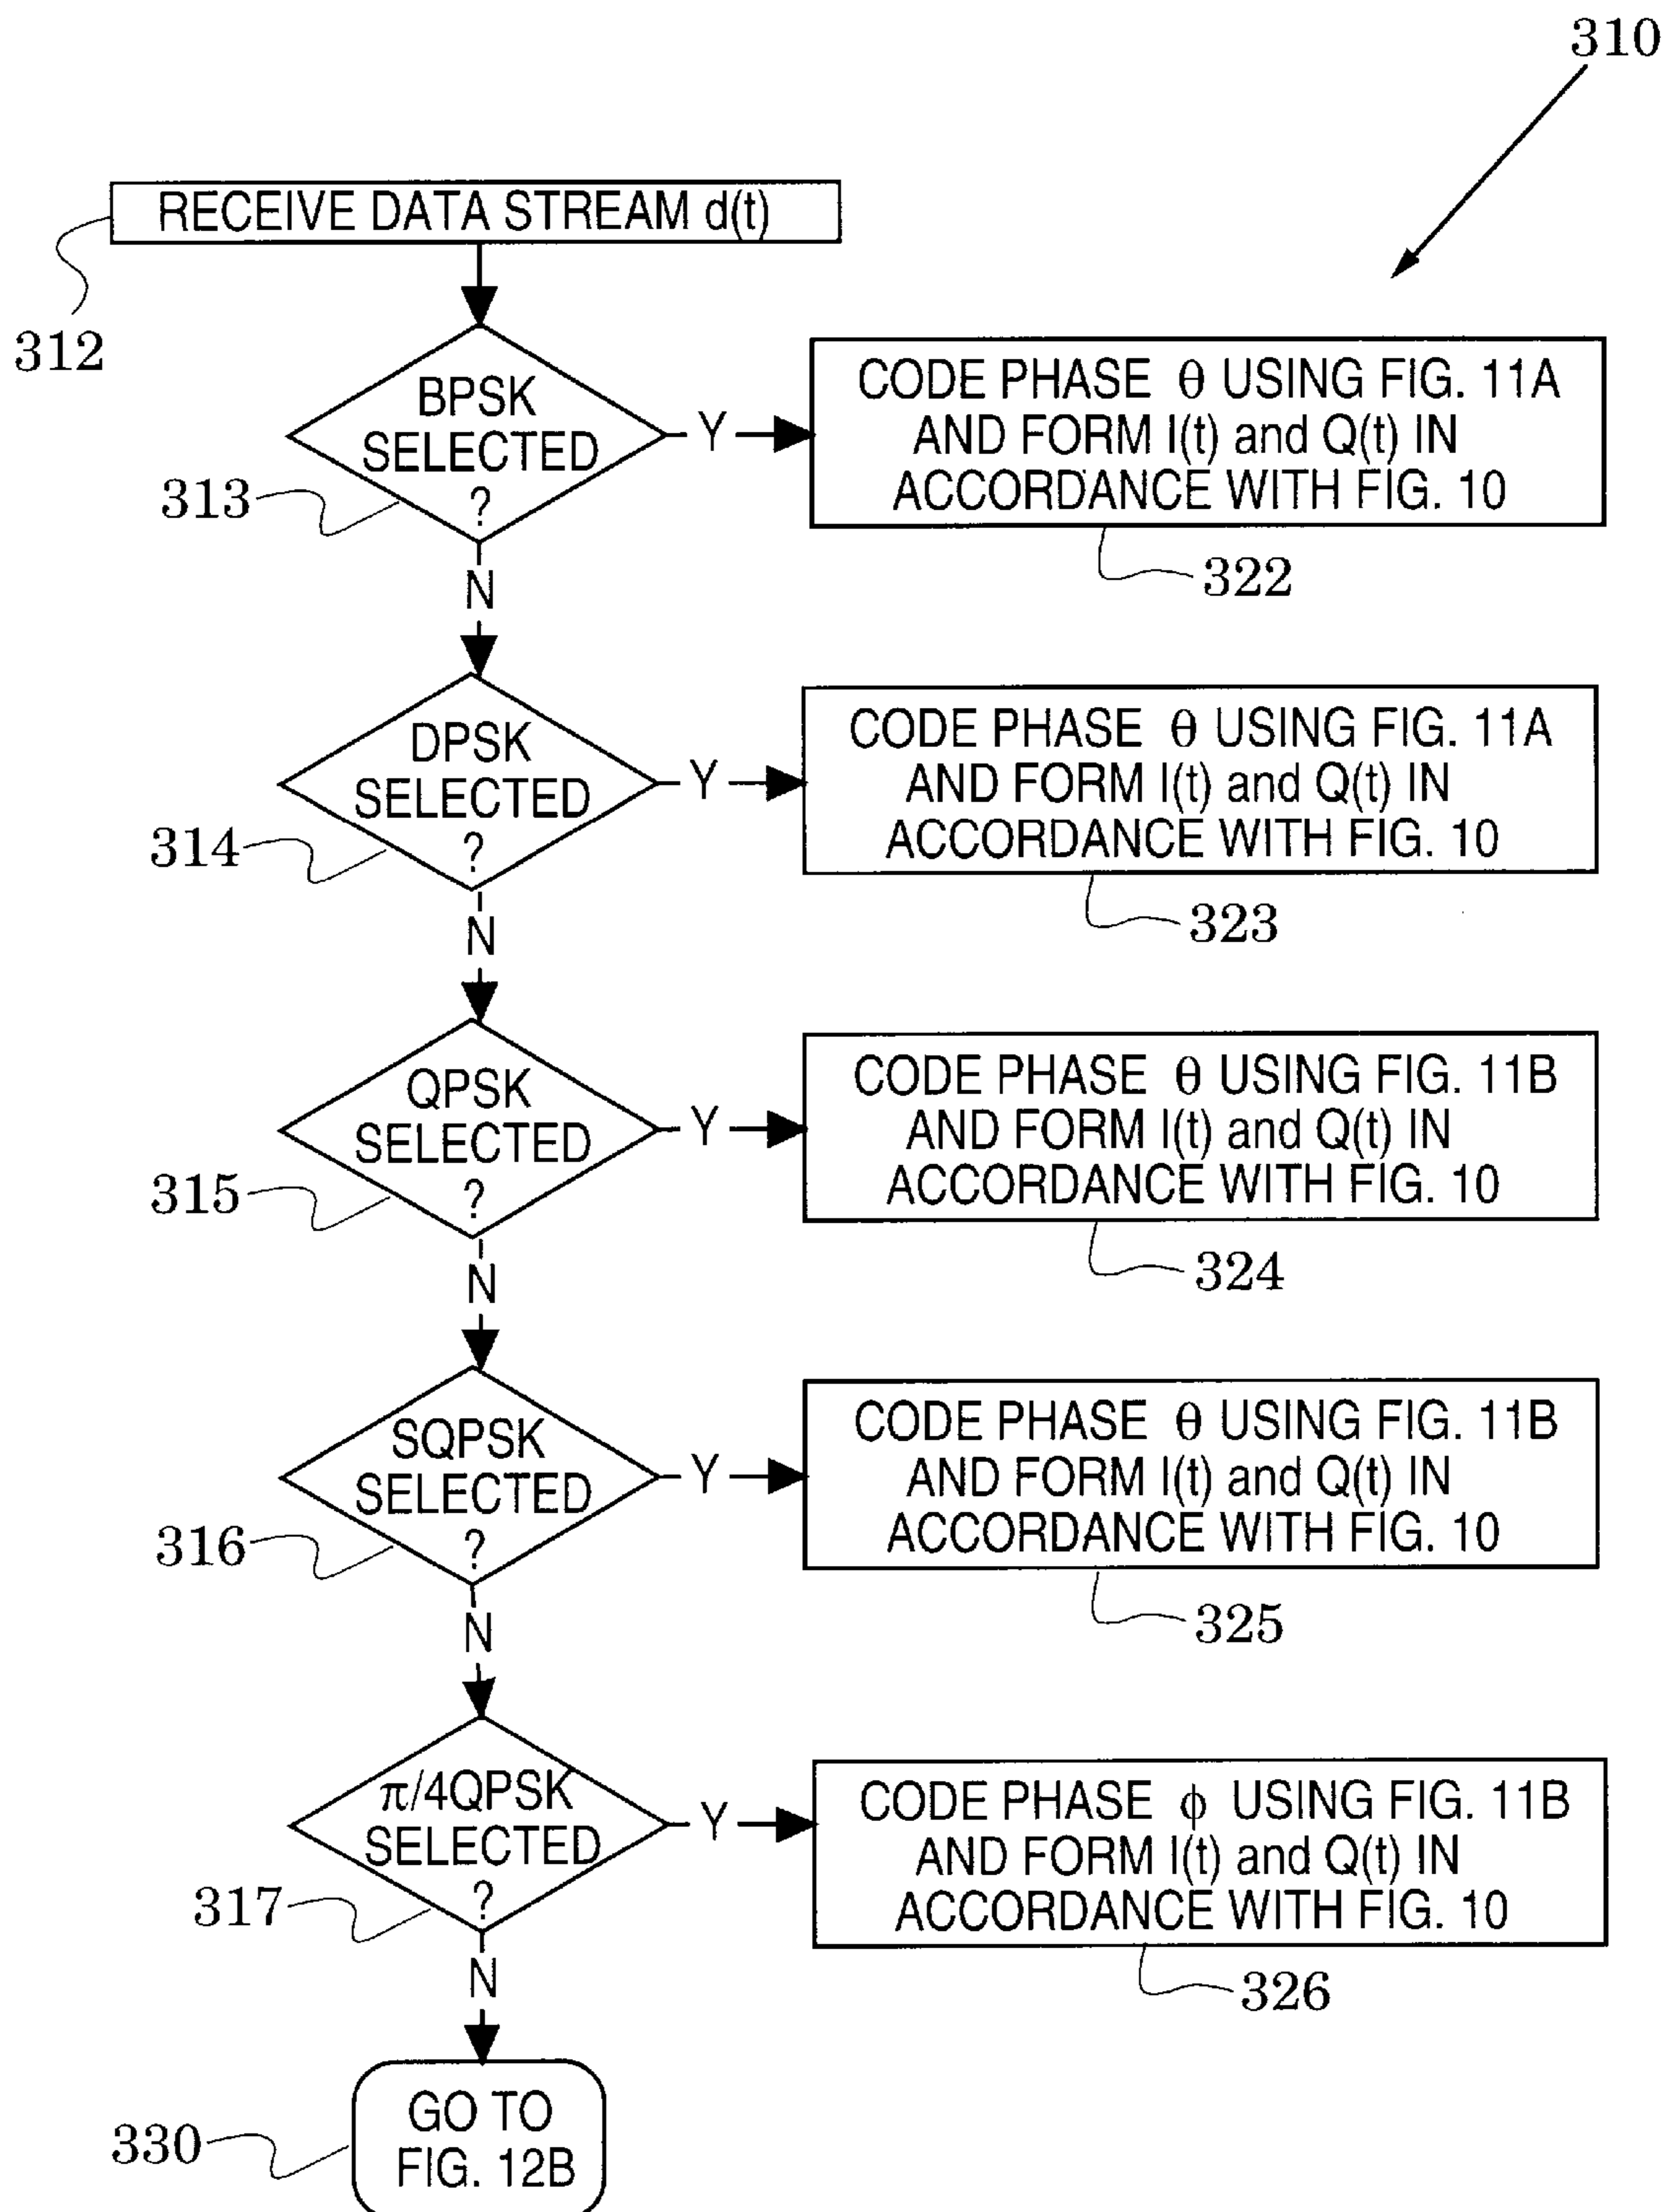 310
RECEIVE DATA STREAM d(t)
312
BPSK
SELECTED
?
313
Y
CODE PHASE θ USING FIG. 11A
AND FORM I(t) and Q(t) IN
ACCORDANCE WITH FIG. 10
322
N
DPSK
SELECTED
?
314
Y
CODE PHASE θ USING FIG. 11A
AND FORM I(t) and Q(t) IN
ACCORDANCE WITH FIG. 10
323
N
QPSK
SELECTED
?
315
Y
CODE PHASE θ USING FIG. 11B
AND FORM I(t) and Q(t) IN
ACCORDANCE WITH FIG. 10
324
N
SQPSK
SELECTED
?
316
Y
CODE PHASE θ USING FIG. 11B
AND FORM I(t) and Q(t) IN
ACCORDANCE WITH FIG. 10
325
N
π/4QPSK
SELECTED
?
317
Y
CODE PHASE ϕ USING FIG. 11B
AND FORM I(t) and Q(t) IN
ACCORDANCE WITH FIG. 10
326
N
GO TO
FIG. 12B
330